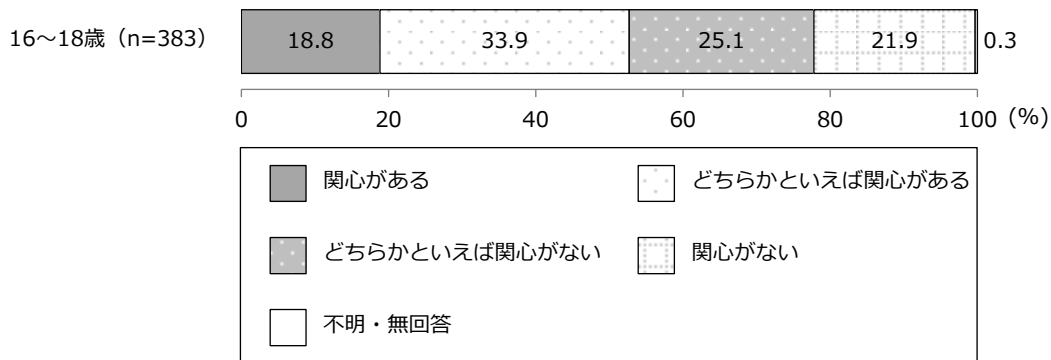 16～18歳（n=383） 18.8 33.9 25.1 21.9 0.3
0 20 40 60 80 100 (%)
関心がある どちらかといえば関心がある
どちらかといえば関心がない 関心がない
不明・無回答